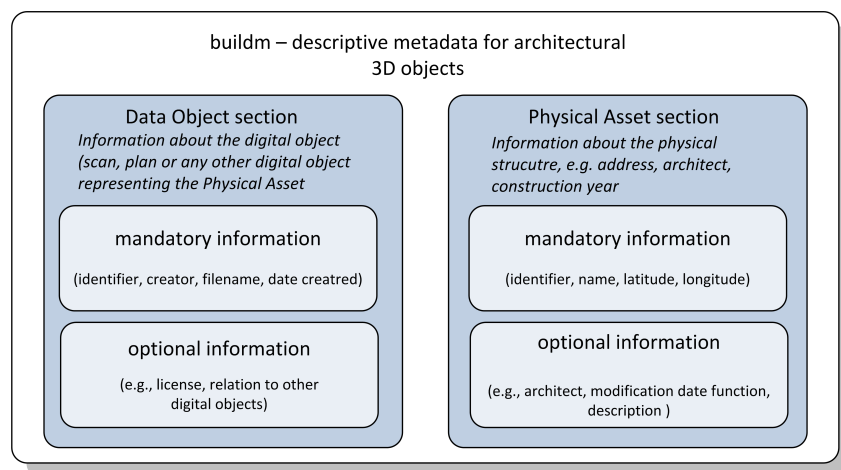 buildm – descriptive metadata for architectural
3D objects
Data Object section
Information about the digital object
(scan, plan or any other digital object
representing the Physical Asset
mandatory information
(identifier, creator, filename, date creatred)
optional information
(e.g., license, relation to other
digital objects)
Physical Asset section
Information about the physical
strucutre, e.g. address, architect,
construction year
mandatory information
(identifier, name, latitude, longitude)
optional information
(e.g., architect, modification date function,
description )